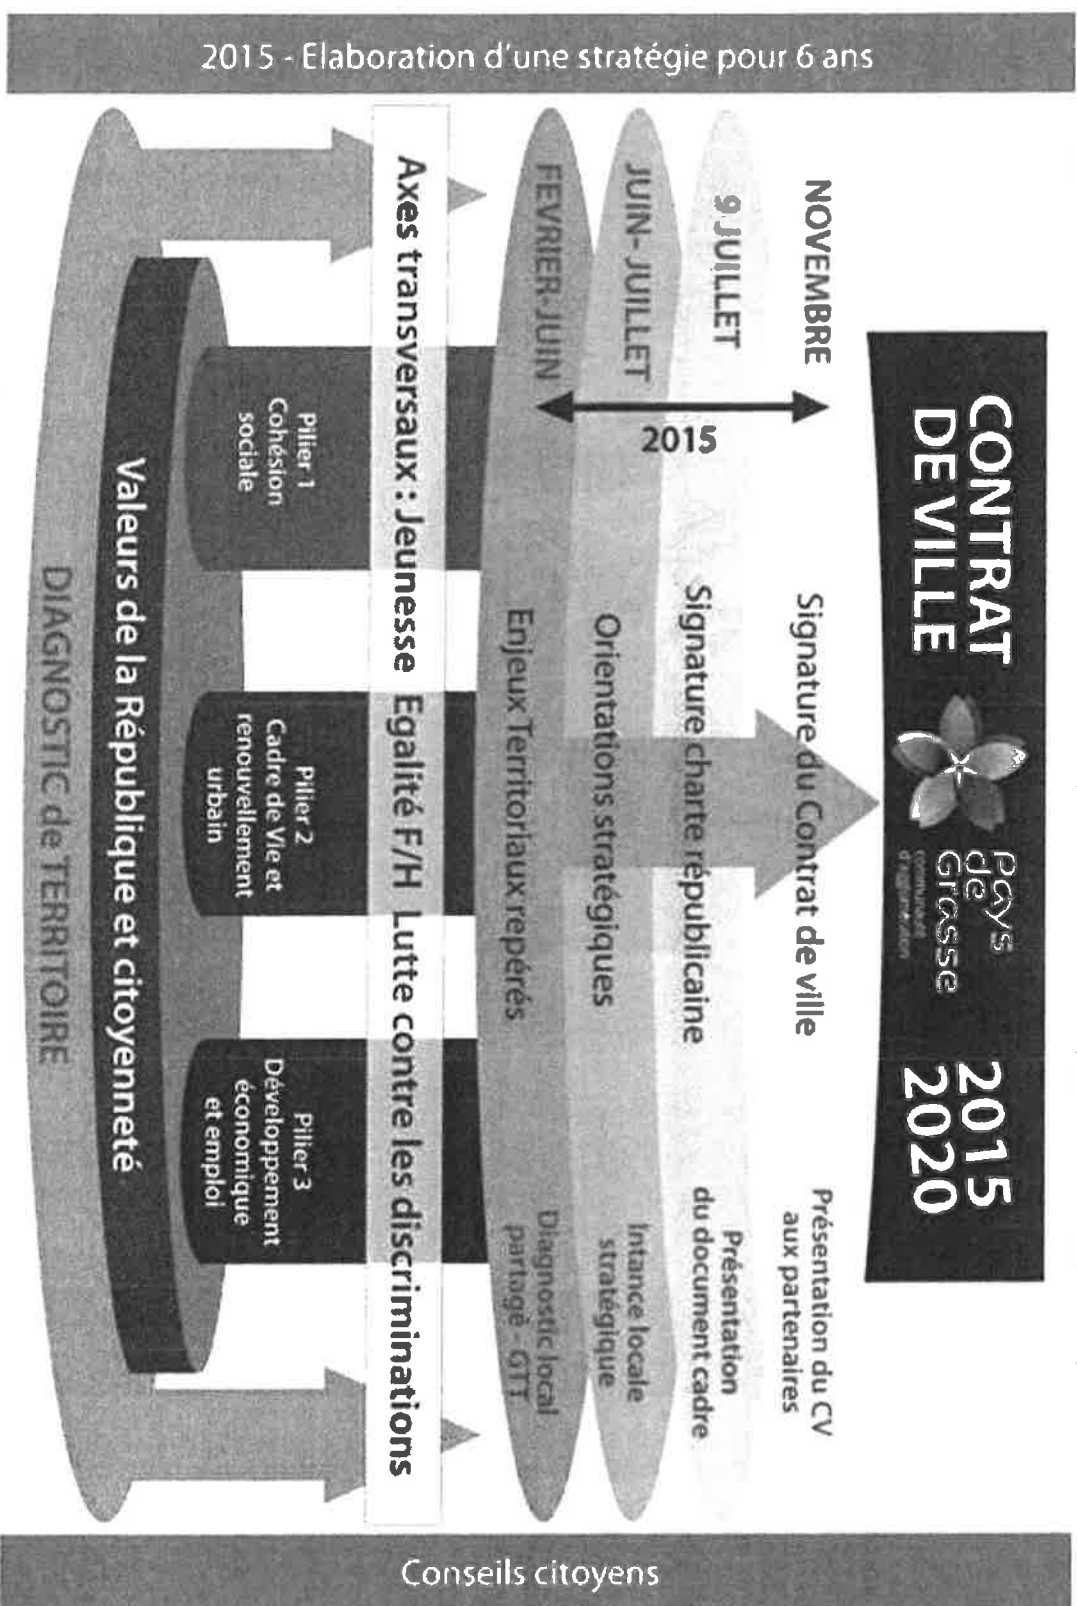 2015 - Elaboration d'une stratégie pour 6 ans
CONTRAT
DE VILLE
Pays
de
Grasse
communauté
d'agglomération
2015
2020
NOVEMBRE
Signature du Contrat de ville
Présentation du CV
aux partenaires
9 JUILLET
Signature charte républicaine
Présentation
du document cadre
2015
JUIN-JUILLET
Orientations stratégiques
Intance locale
stratégique
FEVRIER-JUIN
Enjeux Territoriaux repérés
Diagnostic local
partagé - GTT
Axes transversaux : Jeunesse Egalité F/H Lutte contre les discriminations
Pilier 1
Cohésion
sociale
Pilier 2
Cadre de Vie et
renouvellement
urbain
Pilier 3
Développement
économique
et emploi
Valeurs de la République et citoyenneté
DIAGNOSTIC de TERRITOIRE
Conseils citoyens